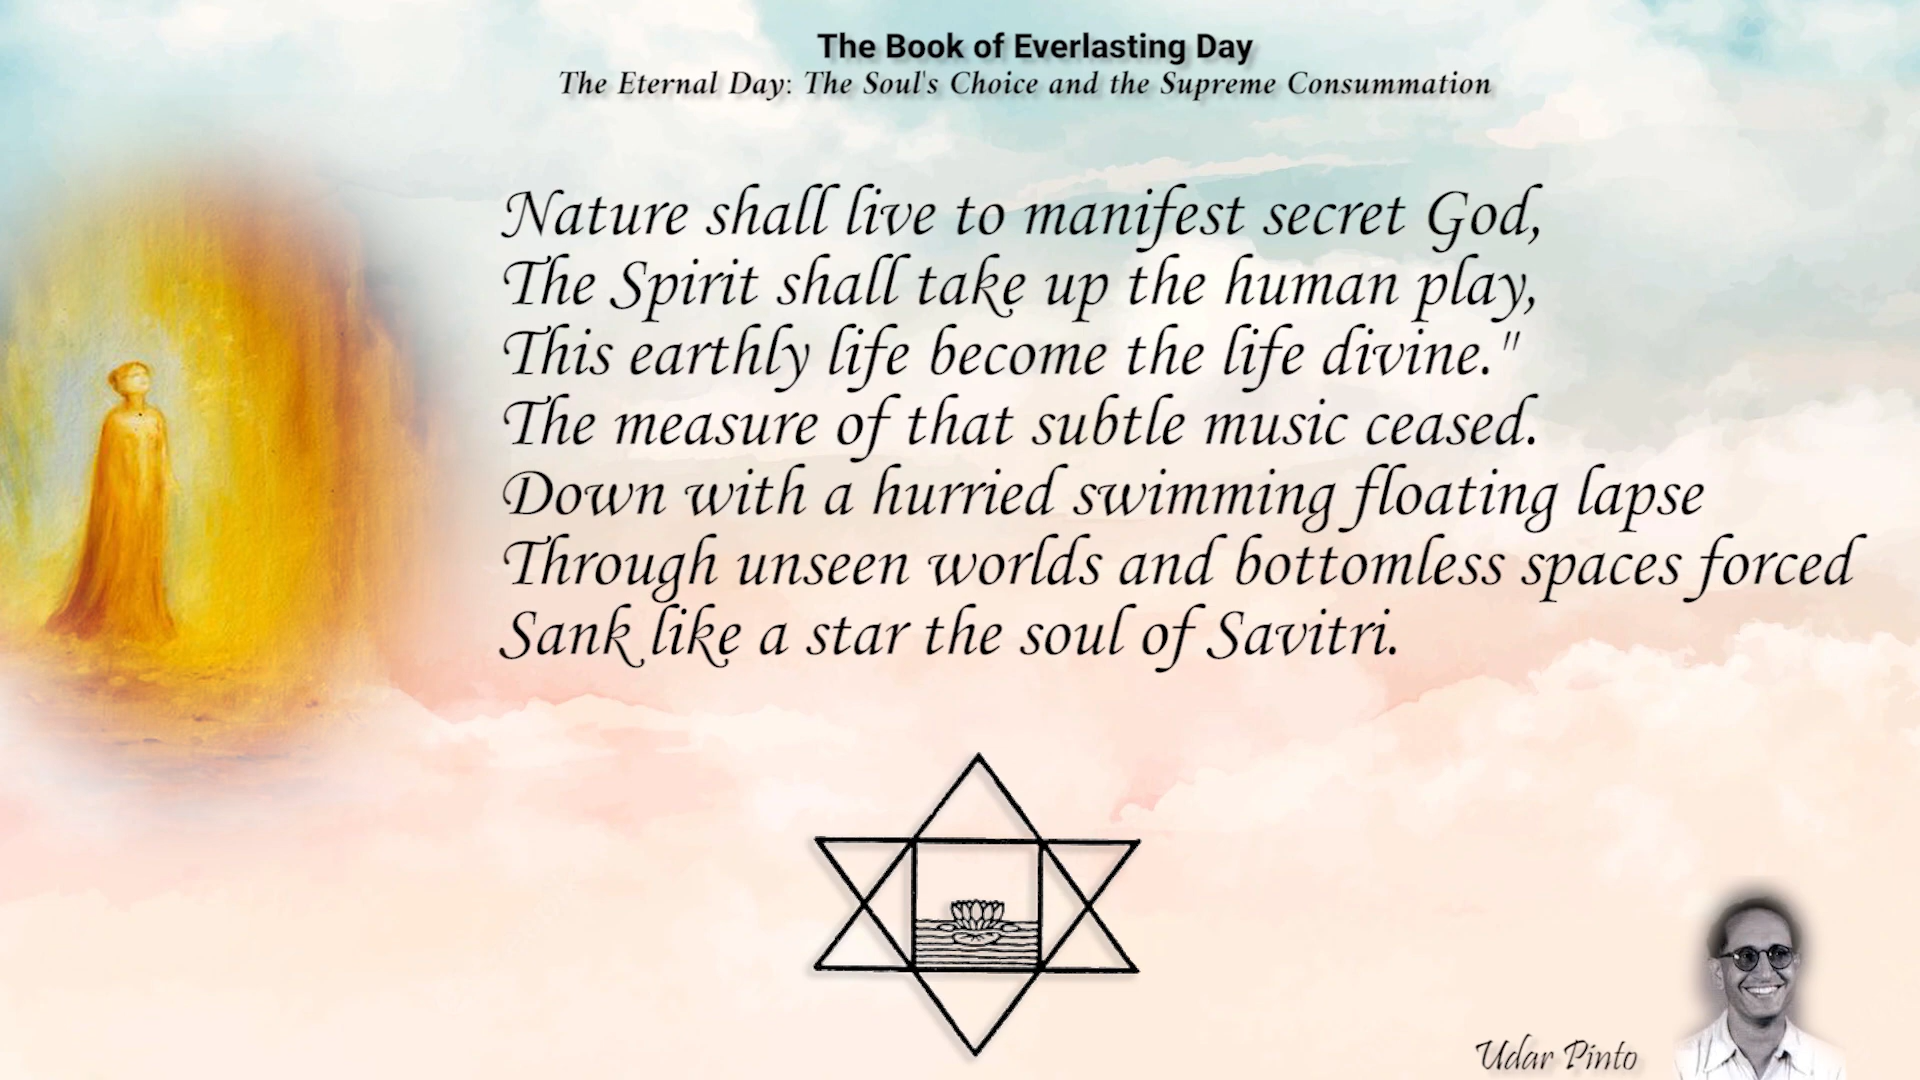 The Book of Everlasting Day
The Eternal Day: The Soul's Choice and the Supreme Consummation
Nature shall live to manifest secret God,
The Spirit shall take up the human play,
This earthly life become the life divine."
The measure of that subtle music ceased.
Down with a hurried swimming floating lapse
Through unseen worlds and bottomless spaces forced
Sank like a star the soul of Savitri.
Udar Pinto